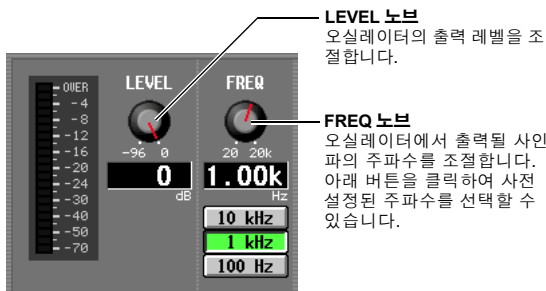 LEVEL 노브
오실레이터의 출력 레벨을 조
절합니다.
FREQ 노브
오실레이터에서 출력될 사인
파의 주파수를 조절합니다.
아래 버튼을 클릭하여 사전
설정된 주파수를 선택할 수
있습니다.
OVER
-4
-8
-12
-16
-20
-24
-30
-40
-50
-70
LEVEL
-96 0
0
dB
FREQ
20 20k
1.00k
Hz
10 kHz
1 kHz
100 Hz